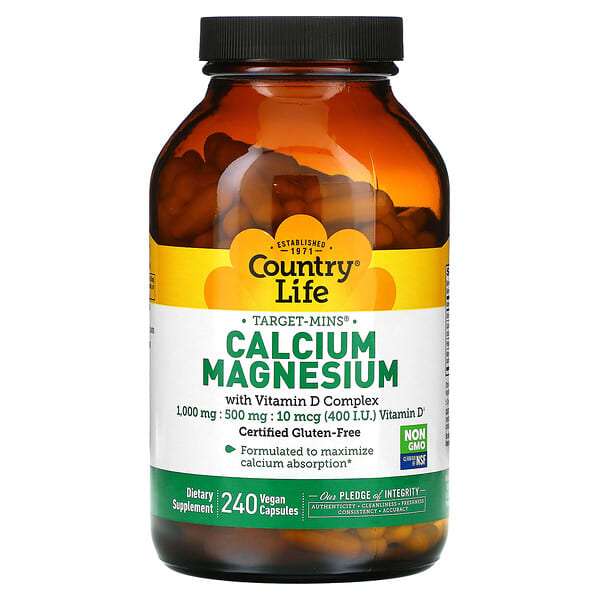 ESTABLISHED
1971
Country®
Life
• TARGET-MINS® •
CALCIUM
MAGNESIUM
with Vitamin D Complex
1,000 mg : 500 mg : 10 mcg (400 I.U.) Vitamin D
Certified Gluten-Free
Formulated to maximize
calcium absorption*
NON
GMO
NSF
Dietary
Supplement
240 Vegan
Capsules
Our PLEDGE of INTEGRITY
AUTHENTICITY • CLEANLINESS • FRESHNESS
CONSISTENCY • ACCURACY